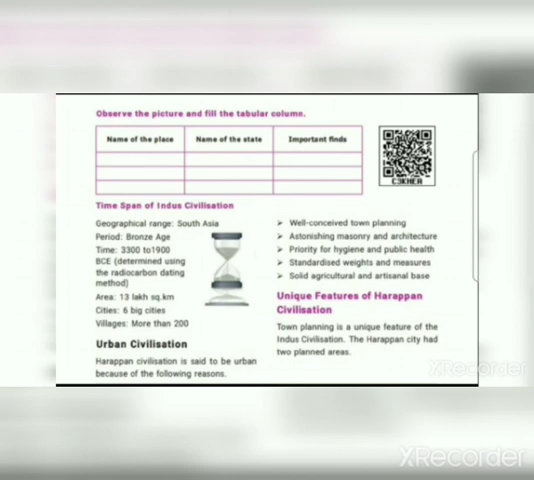 Observe the picture and fill the tabular column.
Name of the place Name of the state Important finds
C3KNEA
Time Span of Indus Civilisation
Geographical range: South Asia
Period: Bronze Age
Time: 3300 to1900
BCE (determined using
the radiocarbon dating
method)
Area: 13 lakh sq.km
Cities: 6 big cities
Villages: More than 200
Urban Civilisation
Harappan civilisation is said to be urban
because of the following reasons.
➢ Well-conceived town planning
➢ Astonishing masonry and architecture
➢ Priority for hygiene and public health
➢ Standardised weights and measures
➢ Solid agricultural and artisanal base
Unique Features of Harappan
Civilisation
Town planning is a unique feature of the
Indus Civilisation. The Harappan city had
two planned areas.
XRecorder
XRecorder